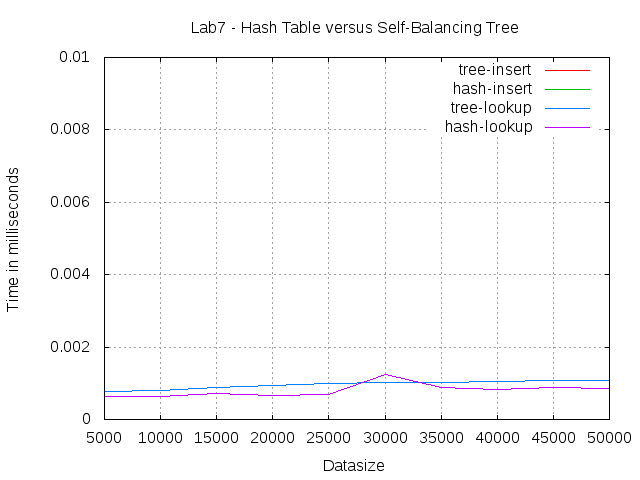 Lab7 - Hash Table versus Self-Balancing Tree
0.01
0.008
0.006
0.004
0.002
0
Time in milliseconds
tree-insert
hash-insert
tree-lookup
hash-lookup
5000 10000 15000 20000 25000 30000 35000 40000 45000 50000
Datasize